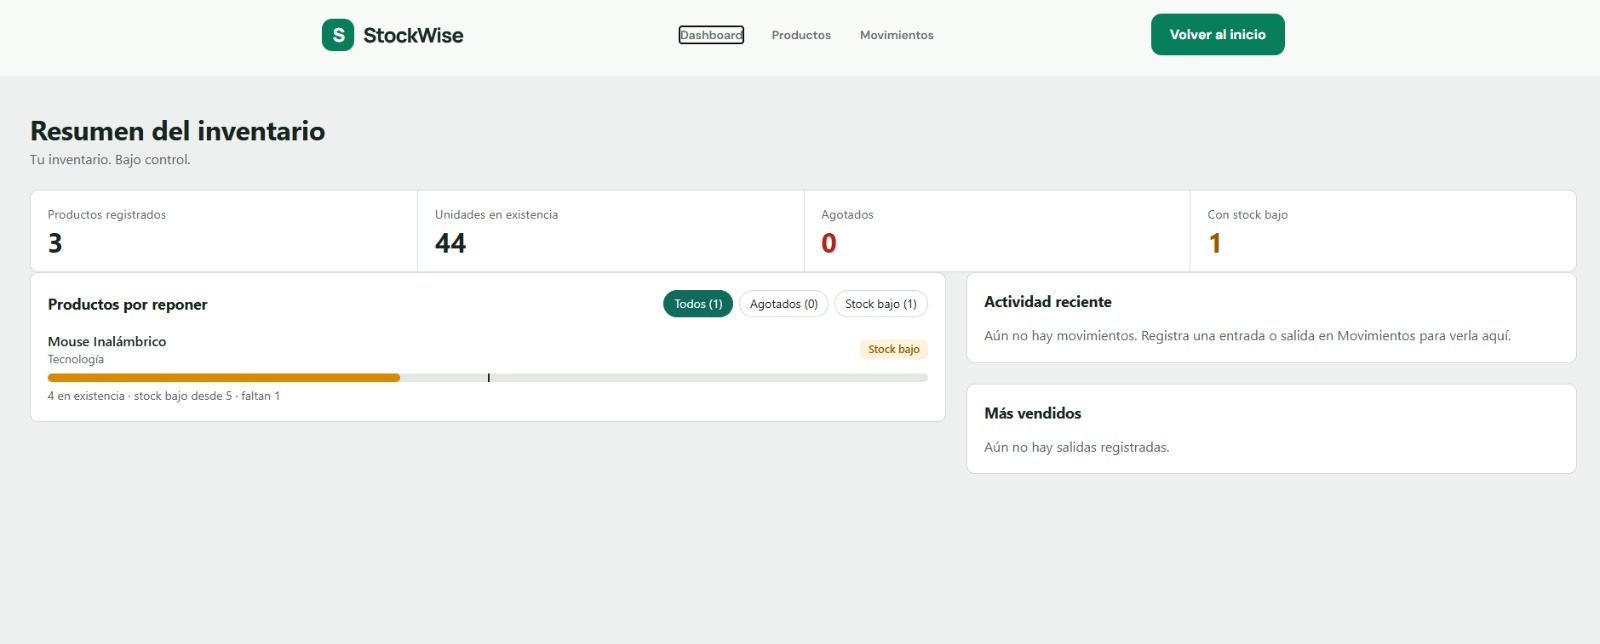 S StockWise
Dashboard Productos Movimientos
Volver al inicio
Resumen del inventario
Tu inventario. Bajo control.
Productos registrados
3
Unidades en existencia
44
Agotados
0
Con stock bajo
1
Productos por reponer
Todos (1) Agotados (0) Stock bajo (1)
Mouse Inalámbrico
Tecnología
Stock bajo
4 en existencia · stock bajo desde 5 · faltan 1
Actividad reciente
Aún no hay movimientos. Registra una entrada o salida en Movimientos para verla aquí.
Más vendidos
Aún no hay salidas registradas.